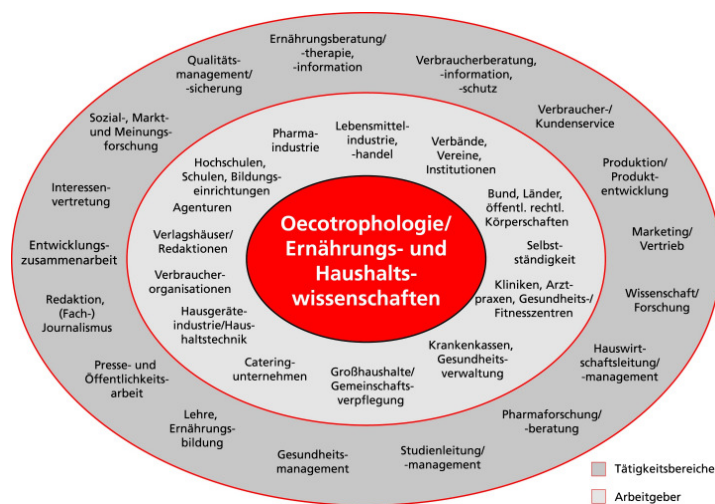 Ernährungsberatung/
-therapie,
-information
Verbraucherberatung,
-information,
-schutz
Verbraucher-/
Kundenservice
Produktion/
Produkt-
entwicklung
Marketing/
Vertrieb
Wissenschaft/
Forschung
Hauswirt-
schaftsleitung/
-management
Pharmaforschung/
-beratung
Studienleitung/
-management
Gesundheits-
management
Lehre,
Ernährungs-
bildung
Presse- und
Öffentlichkeits-
arbeit
Redaktion,
(Fach-)
Journalismus
Entwicklungs-
zusammenarbeit
Interessen-
vertretung
Sozial-, Markt-
und Meinungs-
forschung
Qualitäts-
management/
-sicherung
Lebensmittel-
industrie,
-handel
Verbände,
Vereine,
Institutionen
Bund, Länder,
öffentl. rechtl.
Körperschaften
Selbst-
ständigkeit
Kliniken, Arzt-
praxen, Gesundheits-/
Fitnesszentren
Krankenkassen,
Gesundheits-
verwaltung
Großhaushalte/
Gemeinschafts-
verpflegung
Catering-
unternehmen
Hausgeräte-
industrie/Haus-
haltstechnik
Verbraucher-
organisationen
Verlagshäuser/
Redaktionen
Agenturen
Hochschulen,
Schulen, Bildungs-
einrichtungen
Pharma-
industrie
Oecotrophologie/
Ernährungs- und
Haushalts-
wissenschaften
Tätigkeitsbereiche
Arbeitgeber